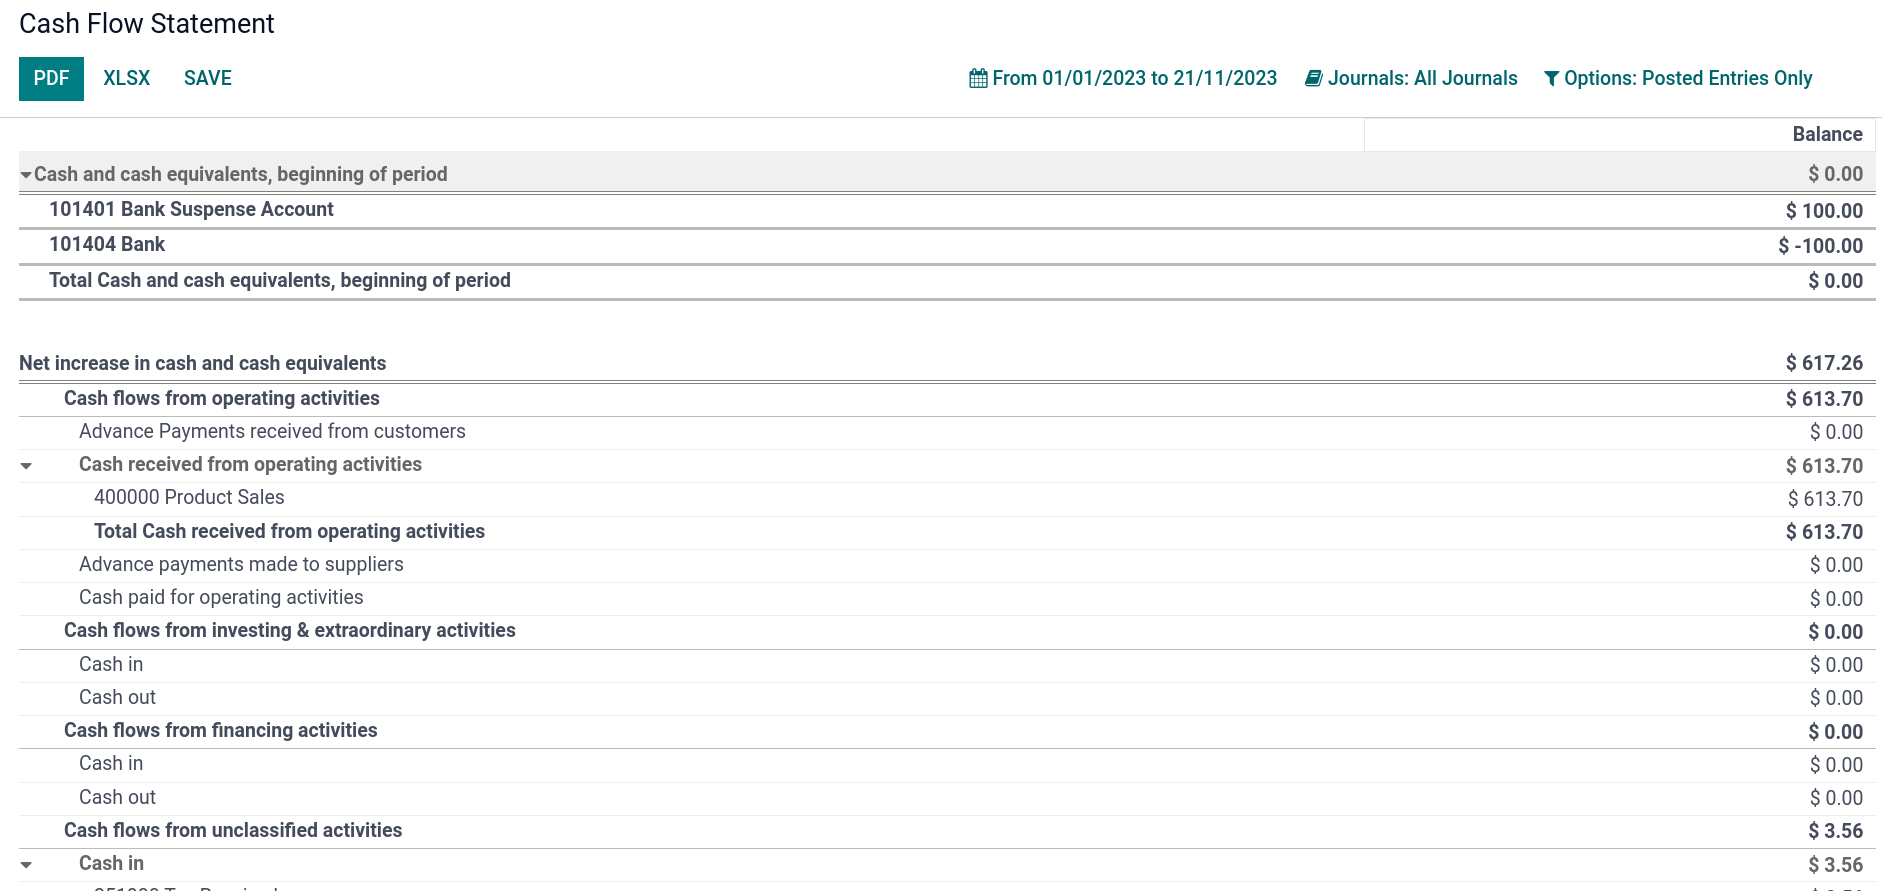 Cash Flow Statement
PDF XLSX SAVE From 01/01/2023 to 21/11/2023 Journals: All Journals Options: Posted Entries Only
Balance
Cash and cash equivalents, beginning of period $ 0.00
101401 Bank Suspense Account $ 100.00
101404 Bank $ -100.00
Total Cash and cash equivalents, beginning of period $ 0.00
Net increase in cash and cash equivalents $ 617.26
Cash flows from operating activities $ 613.70
Advance Payments received from customers $ 0.00
Cash received from operating activities $ 613.70
400000 Product Sales $ 613.70
Total Cash received from operating activities $ 613.70
Advance payments made to suppliers $ 0.00
Cash paid for operating activities $ 0.00
Cash flows from investing & extraordinary activities $ 0.00
Cash in $ 0.00
Cash out $ 0.00
Cash flows from financing activities $ 0.00
Cash in $ 0.00
Cash out $ 0.00
Cash flows from unclassified activities $ 3.56
Cash in $ 3.56